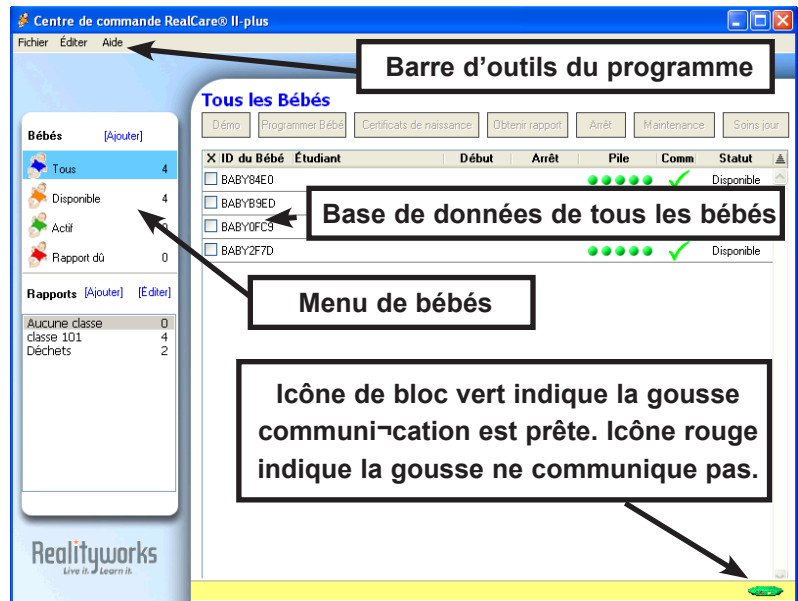 Centre de commande RealCare® II-plus
Fichier Éditer Aide
Barre d'outils du programme
Tous les Bébés
Démo Programmer Bébé Certificats de naissance Obtenir rapport Arrêt Maintenance Soins jour
Bébés [Ajouter]
Tous 4
Disponible 4
Actif
Rapport dû 0
Rapports [Ajouter] [Éditer]
Aucune classe 0
classe 101 4
Déchets 2
X ID du Bébé Étudiant Début Arrêt Pile Comm Statut
BABY84E0 Disponible
BABYB9ED
BABY0FC9
BABY2F7D Disponible
Base de données de tous les bébés
Menu de bébés
Icône de bloc vert indique la gousse
communi¬cation est prête. Icône rouge
indique la gousse ne communique pas.
Realityworks
Live it. Learn it.